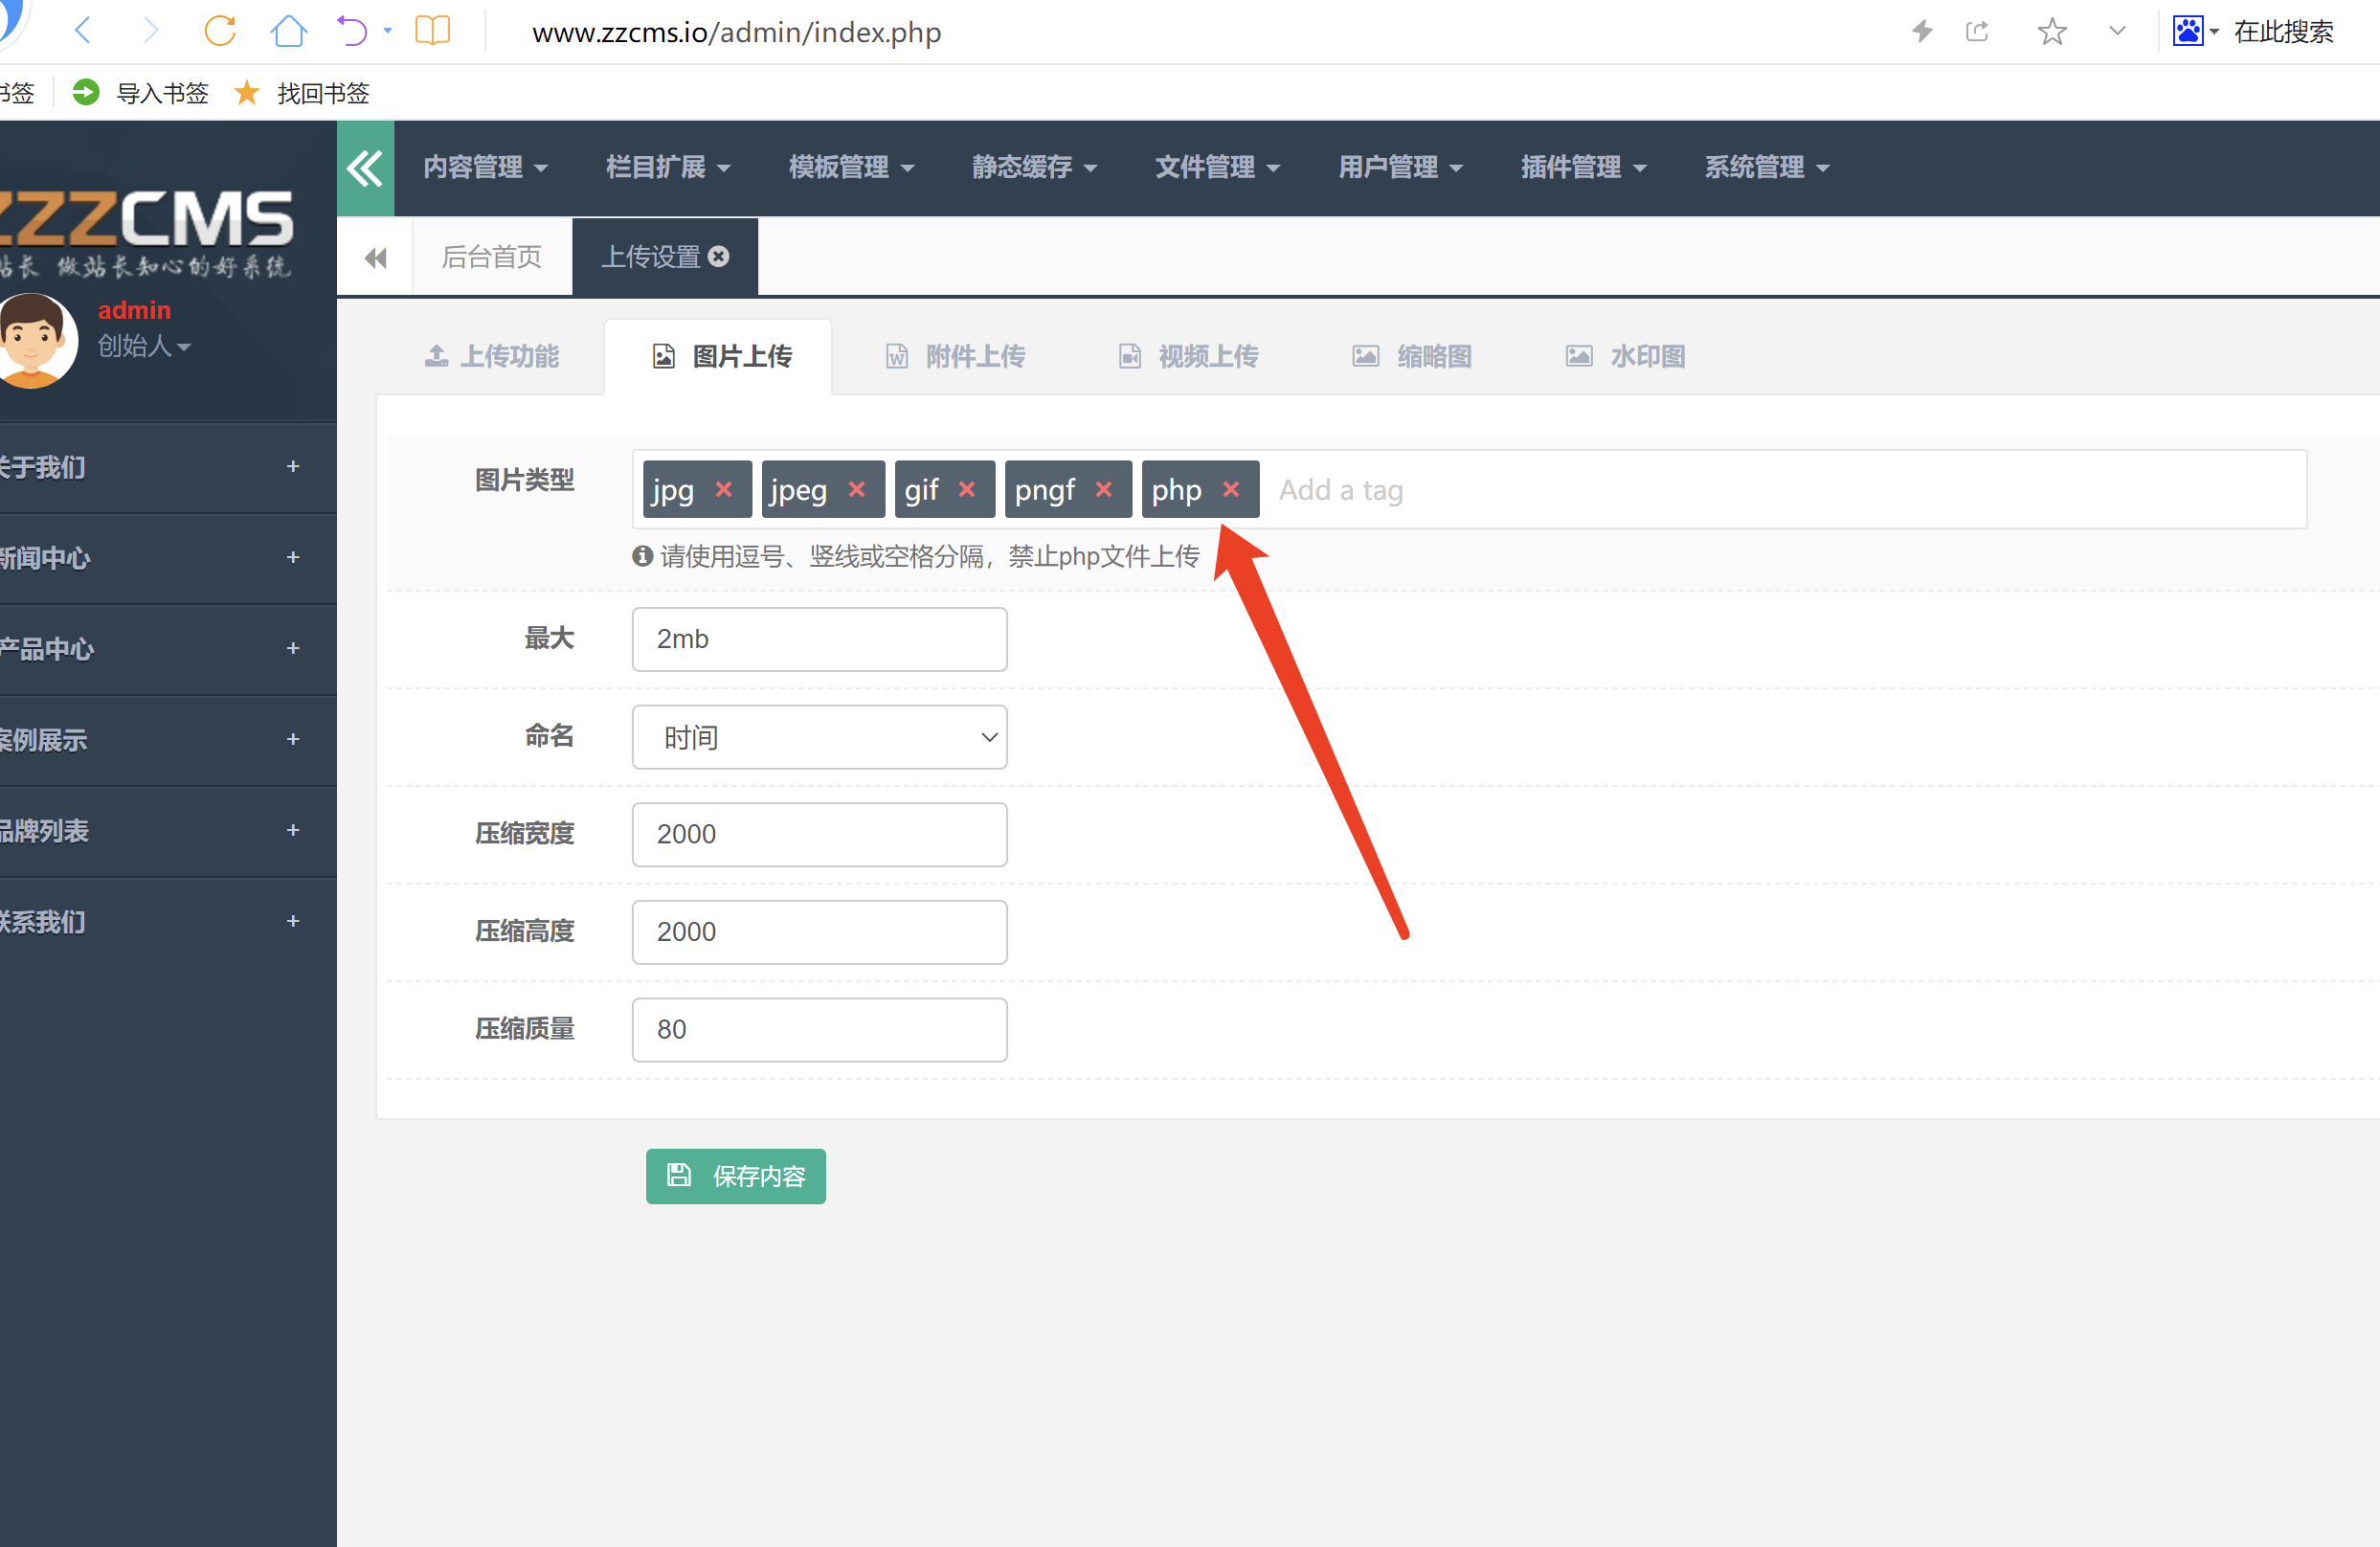 www.zzcms.io/admin/index.php
在此搜索
书签
导入书签
找回书签
ZZZCMS
站长 做站长知心的好系统
admin
创始人
关于我们 +
新闻中心 +
产品中心 +
案例展示 +
品牌列表 +
联系我们 +
内容管理
栏目扩展
模板管理
静态缓存
文件管理
用户管理
插件管理
系统管理
后台首页
上传设置
上传功能
图片上传
附件上传
视频上传
缩略图
水印图
图片类型
jpg × jpeg × gif × pngf × php × Add a tag
请使用逗号、竖线或空格分隔，禁止php文件上传
最大 2mb
命名 时间
压缩宽度 2000
压缩高度 2000
压缩质量 80
保存内容